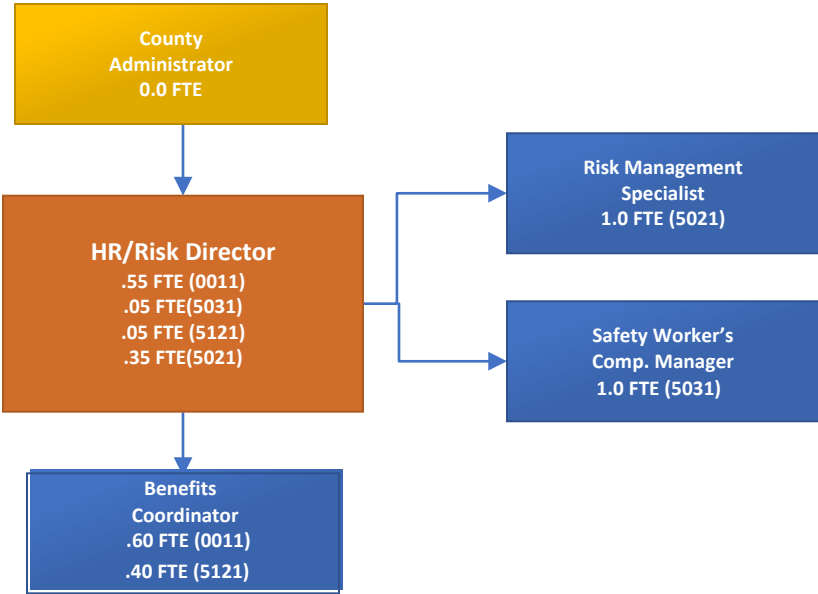 County
Administrator
0.0 FTE
HR/Risk Director
.55 FTE (0011)
.05 FTE(5031)
.05 FTE (5121)
.35 FTE(5021)
Risk Management
Specialist
1.0 FTE (5021)
Safety Worker’s
Comp. Manager
1.0 FTE (5031)
Benefits
Coordinator
.60 FTE (0011)
.40 FTE (5121)